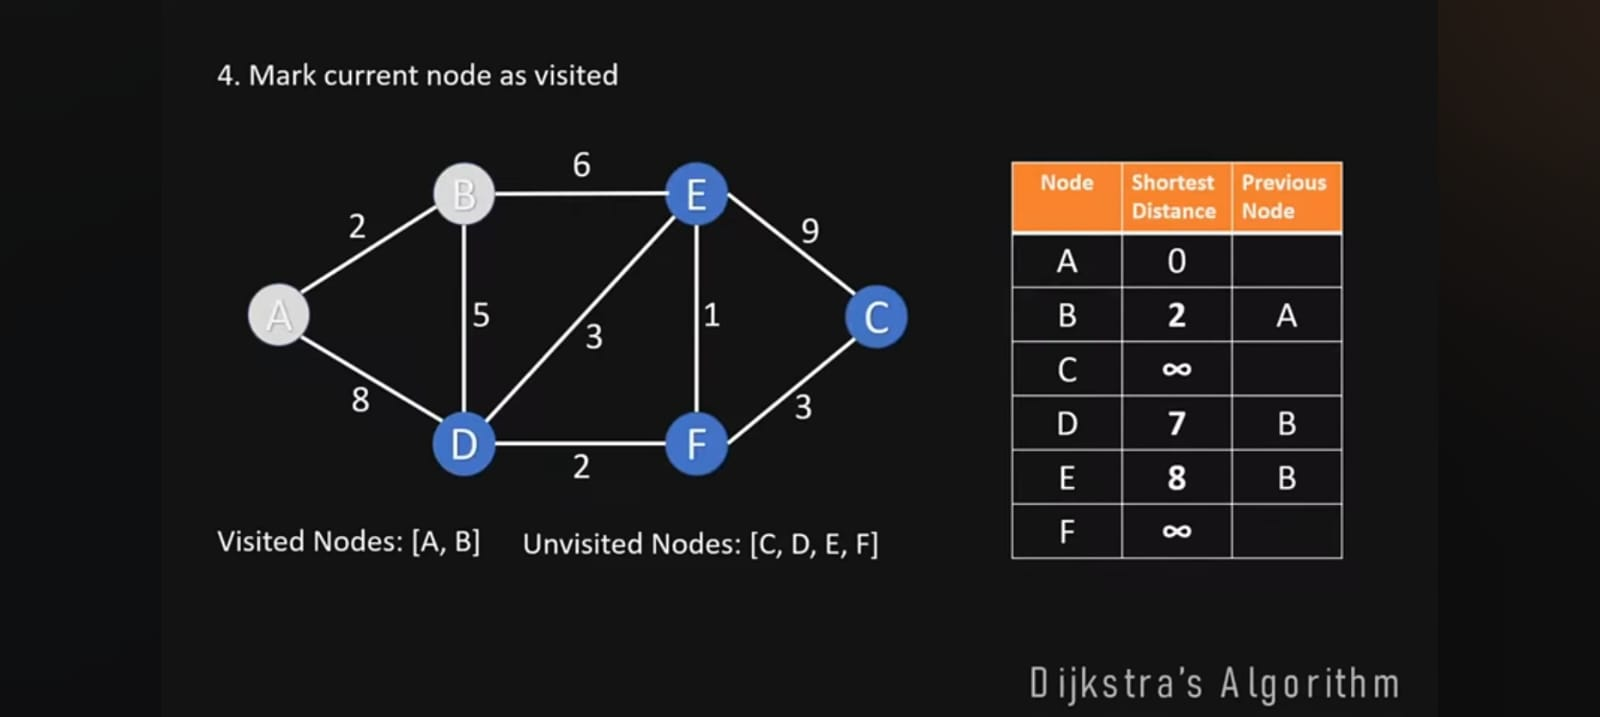 4. Mark current node as visited
6
B
E
2
9
A
5
3
1
C
8
3
D
F
2
Visited Nodes: [A, B] Unvisited Nodes: [C, D, E, F]
Node Shortest Distance Previous Node
A 0
B 2 A
C ∞
D 7 B
E 8 B
F ∞
Dijkstra's Algorithm